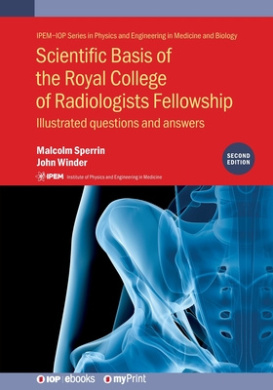 IPEM–IOP Series in Physics and Engineering in Medicine and Biology
Scientific Basis of
the Royal College
of Radiologists Fellowship
Illustrated questions and answers
Malcolm Sperrin
John Winder
SECOND
EDITION
IPEM Institute of Physics and Engineering in Medicine
IOP ebooks myPrint